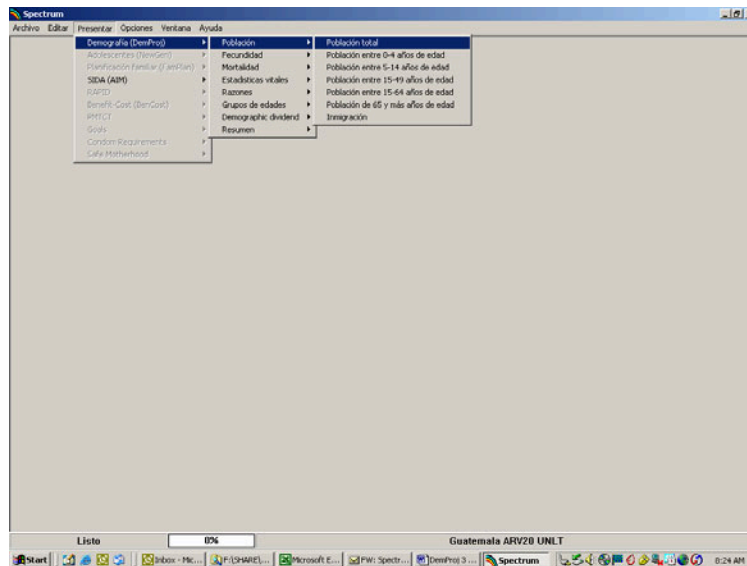 Spectrum
Archivo Editar Presentar Opciones Ventana Ayuda
Demografía (DemProj)
Adolescentes (NewGen)
Planificación familiar (FamPlan)
SIDA (AIM)
RAPID
Benefit-Cost (BenCost)
PMTCT
Goals
Condom Requirements
Safe Motherhood
Población
Fecundidad
Mortalidad
Estadísticas vitales
Razones
Grupos de edades
Demographic dividend
Resumen
Población total
Población entre 0-4 años de edad
Población entre 5-14 años de edad
Población entre 15-49 años de edad
Población entre 15-64 años de edad
Población de 65 y más años de edad
Inmigración
Listo 0% Guatemala ARV20 UNLT
Start Inbox - Mic... F:\SHARE\... Microsoft E... FW: Spectr... DemProj 3 ... Spectrum 8:24 AM